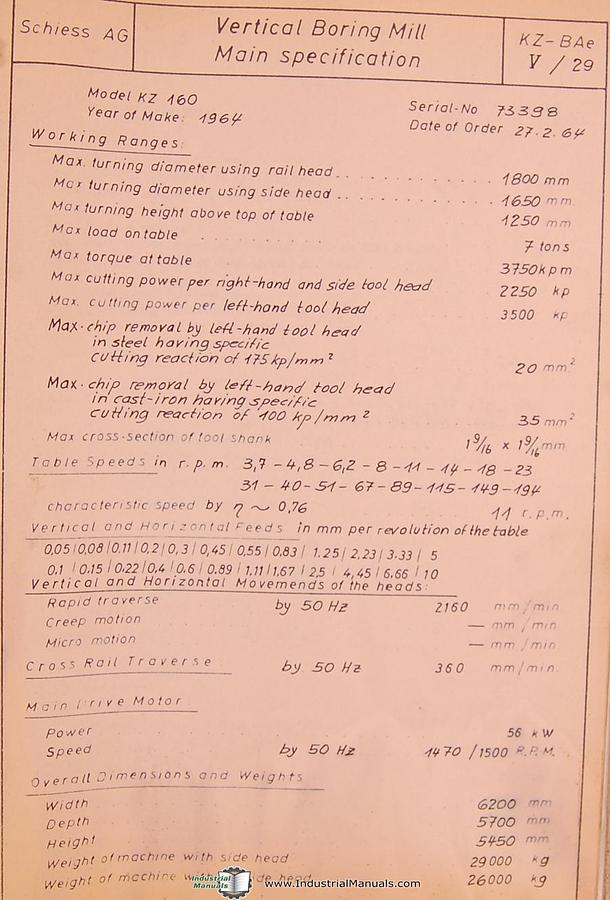 Schiess AG
Vertical Boring Mill
Main specification
KZ-BAe
V / 29
Model KZ 160
Year of Make: 1964
Serial-No 73398
Date of Order 27.2.64
Working Ranges:
Max. turning diameter using rail head . . . . . . . . . . . 1800 mm
Max turning diameter using side head . . . . . . . . . . . 1650 mm
Max turning height above top of table 1250 mm
Max load on table . . . . . . . . . . 7 tons
Max torque at table 3750 kpm
Max cutting power per right-hand and side tool head 2250 kp
Max. cutting power per left-hand tool head 3500 kp
Max. chip removal by left-hand tool head
in steel having specific
cutting reaction of 175 kp/mm² 20 mm²
Max. chip removal by left-hand tool head
in cast-iron having specific
cutting reaction of 100 kp/mm² 35 mm²
Max cross-section of tool shank 1 9/16 x 1 9/16 mm
Table Speeds in r.p.m. 3,7 – 4,8 – 6,2 – 8 – 11 – 14 – 18 – 23
31 – 40 – 51 – 67 – 89 – 115 – 149 – 194
characteristic speed by η ~ 0,76 11 r.p.m.
Vertical and Horizontal Feeds in mm per revolution of the table
0,05 | 0,08 | 0,11 | 0,2 | 0,3 | 0,45 | 0,55 | 0,83 | 1.25 | 2,23 | 3.33 | 5
0.1 | 0.15 | 0.22 | 0,4 | 0,6 | 0.89 | 1,11 | 1,67 | 2,5 | 4,45 | 6.66 | 10
Vertical and Horizontal Movemends of the heads:
Rapid traverse by 50 Hz 2160 mm/min
Creep motion — mm/min
Micro motion — mm/min
Cross Rail Traverse by 50 Hz 360 mm/min.
Main Drive Motor
Power 56 kW
Speed by 50 Hz 1470 / 1500 R.P.M.
Overall Dimensions and Weights
Width 6200 mm
Depth 5700 mm
Height 5450 mm
Weight of machine with side head 29000 kg
Weight of machine side head 26000 kg
Industrial Manuals
www.IndustrialManuals.com